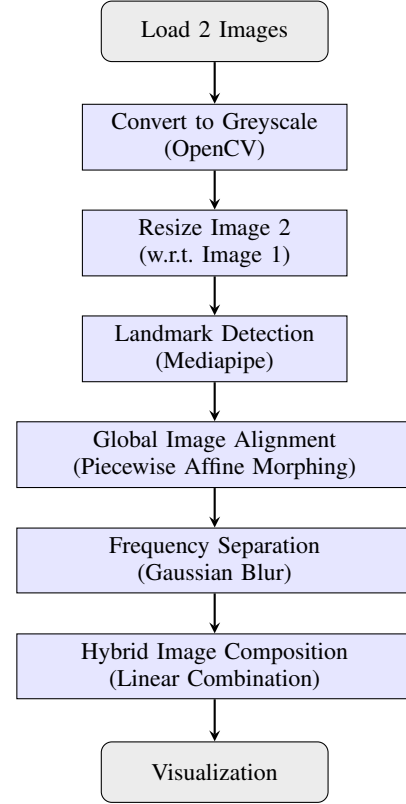 Load 2 Images
Convert to Greyscale
(OpenCV)
Resize Image 2
(w.r.t. Image 1)
Landmark Detection
(Mediapipe)
Global Image Alignment
(Piecewise Affine Morphing)
Frequency Separation
(Gaussian Blur)
Hybrid Image Composition
(Linear Combination)
Visualization